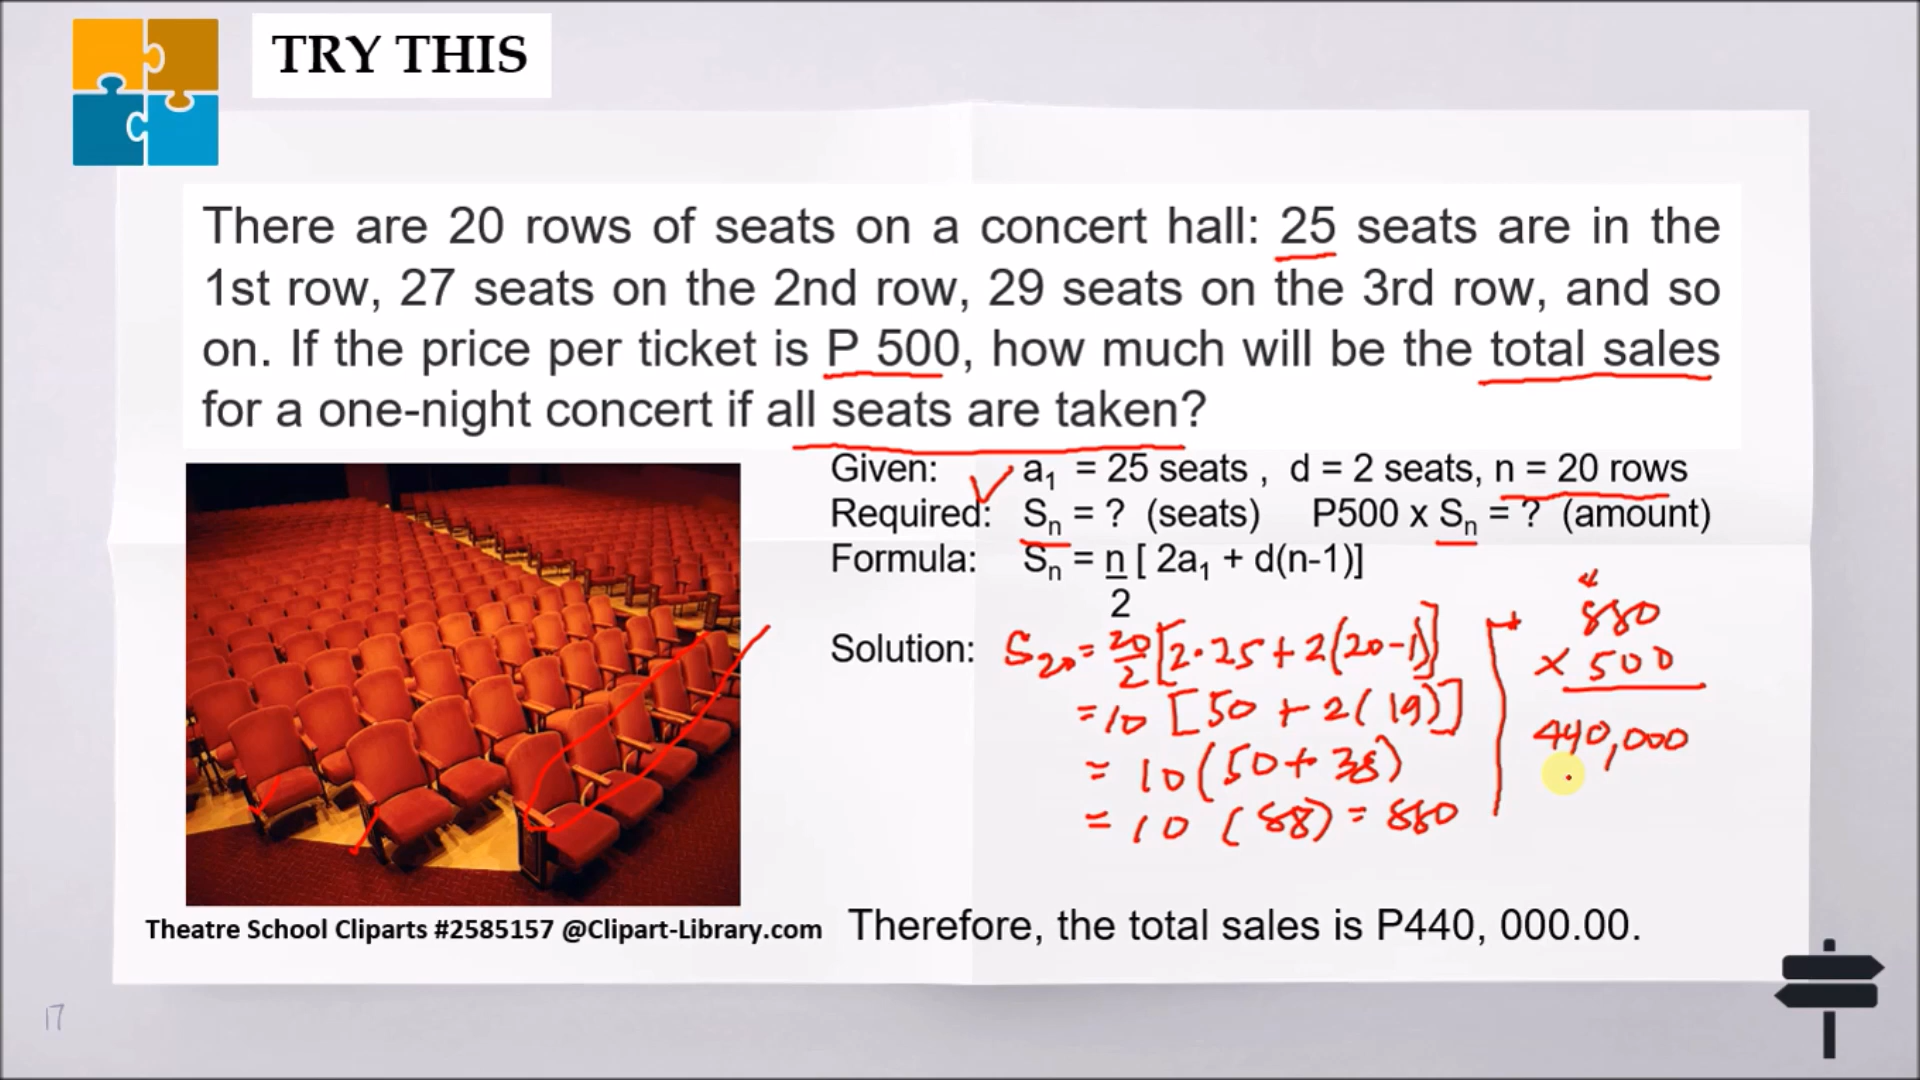 TRY THIS
There are 20 rows of seats on a concert hall: 25 seats are in the
1st row, 27 seats on the 2nd row, 29 seats on the 3rd row, and so
on. If the price per ticket is P 500, how much will be the total sales
for a one-night concert if all seats are taken?
Given: a1 = 25 seats , d = 2 seats, n = 20 rows
Required: Sn = ? (seats) P500 x Sn = ? (amount)
Formula: Sn = n/2 [ 2a1 + d(n-1)]
Solution: S20 = 20/2 [2·25+2(20-1)]
= 10 [50 + 2(19)]
= 10 (50+38)
= 10 (88) = 880
880
x 500
440,000
Theatre School Cliparts #2585157 @Clipart-Library.com
Therefore, the total sales is P440, 000.00.
17